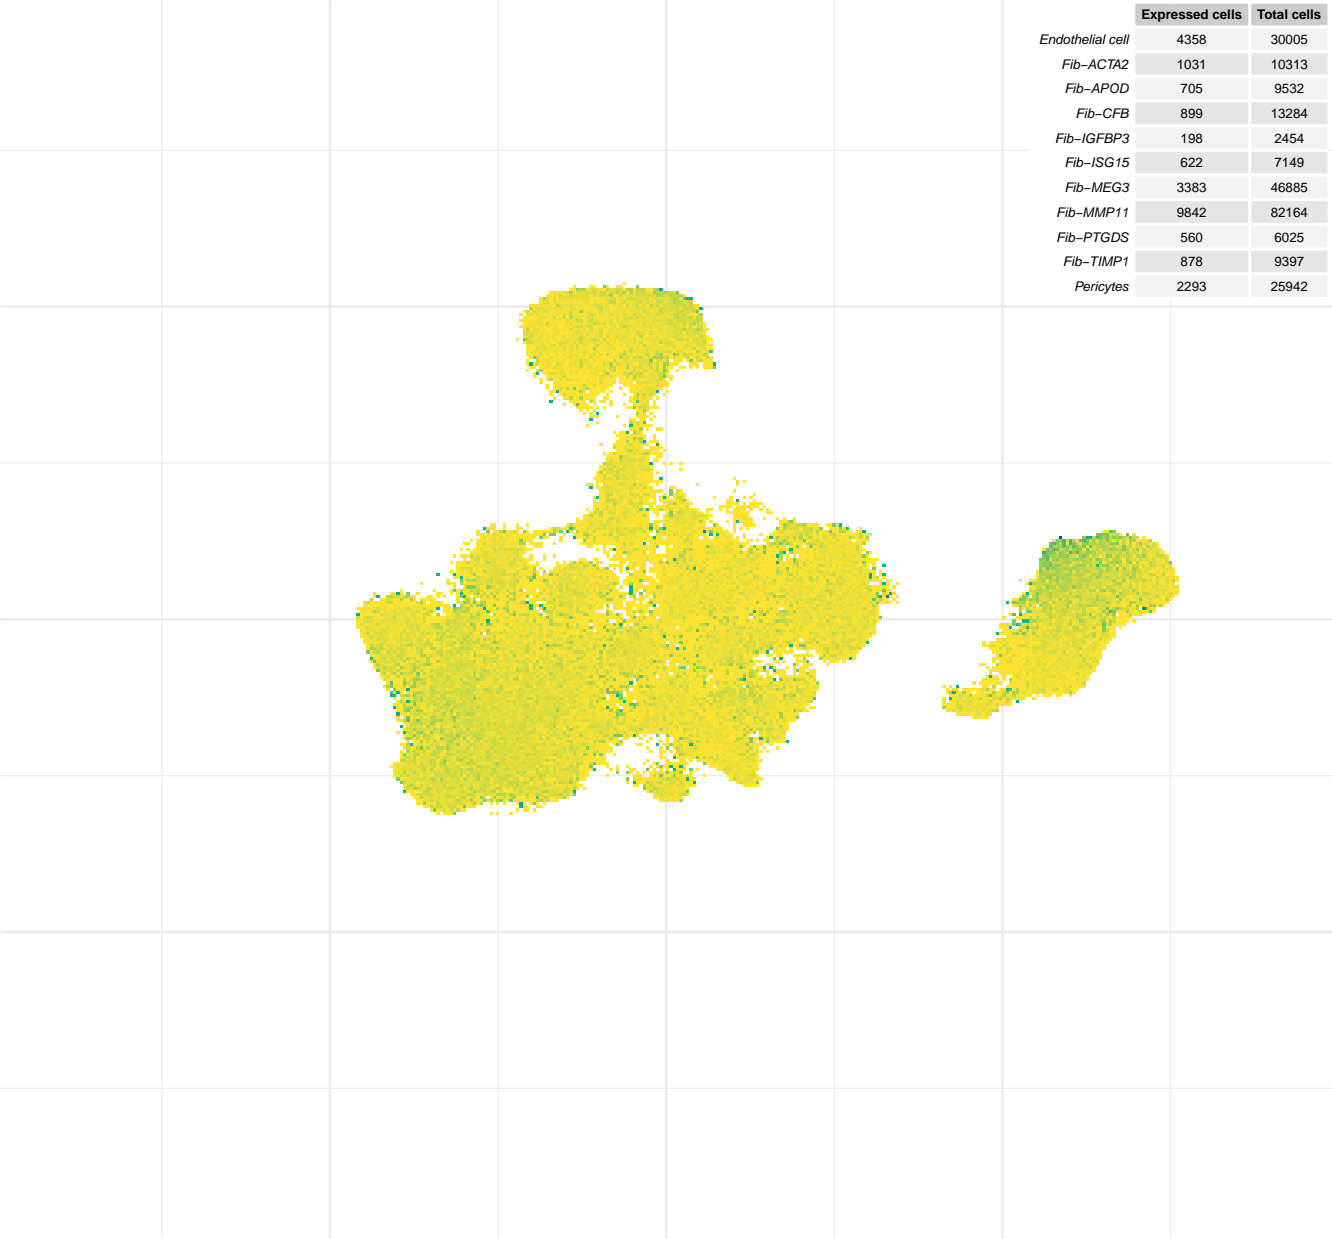 Expressed cells Total cells
Endothelial cell 4358 30005
Fib−ACTA2 1031 10313
Fib−APOD 705 9532
Fib−CFB 899 13284
Fib−IGFBP3 198 2454
Fib−ISG15 622 7149
Fib−MEG3 3383 46885
Fib−MMP11 9842 82164
Fib−PTGDS 560 6025
Fib−TIMP1 878 9397
Pericytes 2293 25942